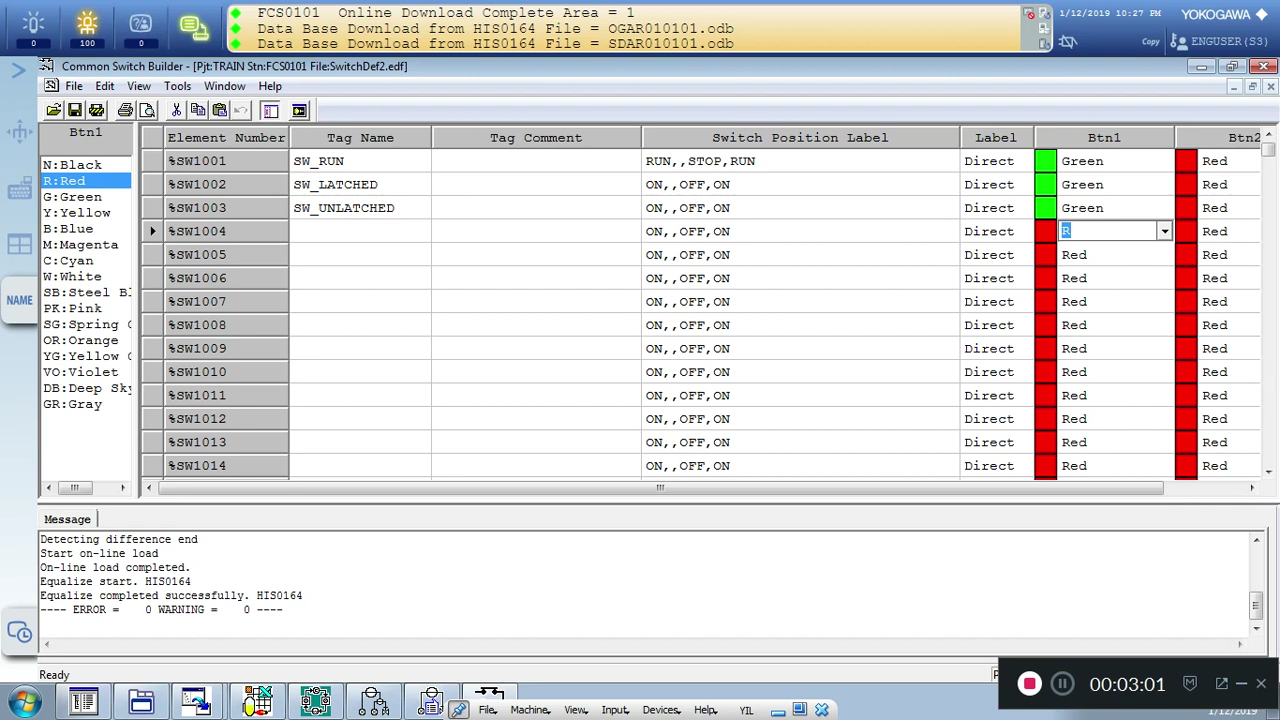 FCS0101 Online Download Complete Area = 1
Data Base Download from HIS0164 File = OGAR010101.odb
Data Base Download from HIS0164 File = SDAR010101.odb
0
100
0
1/12/2019 10:27 PM
YOKOGAWA
Copy
ENGUSER (S3)
Common Switch Builder - [Pjt:TRAIN Stn:FCS0101 File:SwitchDef2.edf]
File Edit View Tools Window Help
Btn1
N:Black
R:Red
G:Green
Y:Yellow
B:Blue
M:Magenta
C:Cyan
W:White
SB:Steel Bl
PK:Pink
SG:Spring G
OR:Orange
YG:Yellow G
VO:Violet
DB:Deep Sky
GR:Gray
NAME
Element Number Tag Name Tag Comment Switch Position Label Label Btn1 Btn2
%SW1001 SW_RUN RUN,,STOP,RUN Direct Green Red
%SW1002 SW_LATCHED ON,,OFF,ON Direct Green Red
%SW1003 SW_UNLATCHED ON,,OFF,ON Direct Green Red
%SW1004 ON,,OFF,ON Direct R Red
%SW1005 ON,,OFF,ON Direct Red Red
%SW1006 ON,,OFF,ON Direct Red Red
%SW1007 ON,,OFF,ON Direct Red Red
%SW1008 ON,,OFF,ON Direct Red Red
%SW1009 ON,,OFF,ON Direct Red Red
%SW1010 ON,,OFF,ON Direct Red Red
%SW1011 ON,,OFF,ON Direct Red Red
%SW1012 ON,,OFF,ON Direct Red Red
%SW1013 ON,,OFF,ON Direct Red Red
%SW1014 ON,,OFF,ON Direct Red Red
Message
Detecting difference end
Start on-line load
On-line load completed.
Equalize start. HIS0164
Equalize completed successfully. HIS0164
---- ERROR = 0 WARNING = 0 ----
Ready
00:03:01
File Machine View Input Devices Help YIL
1/12/2019